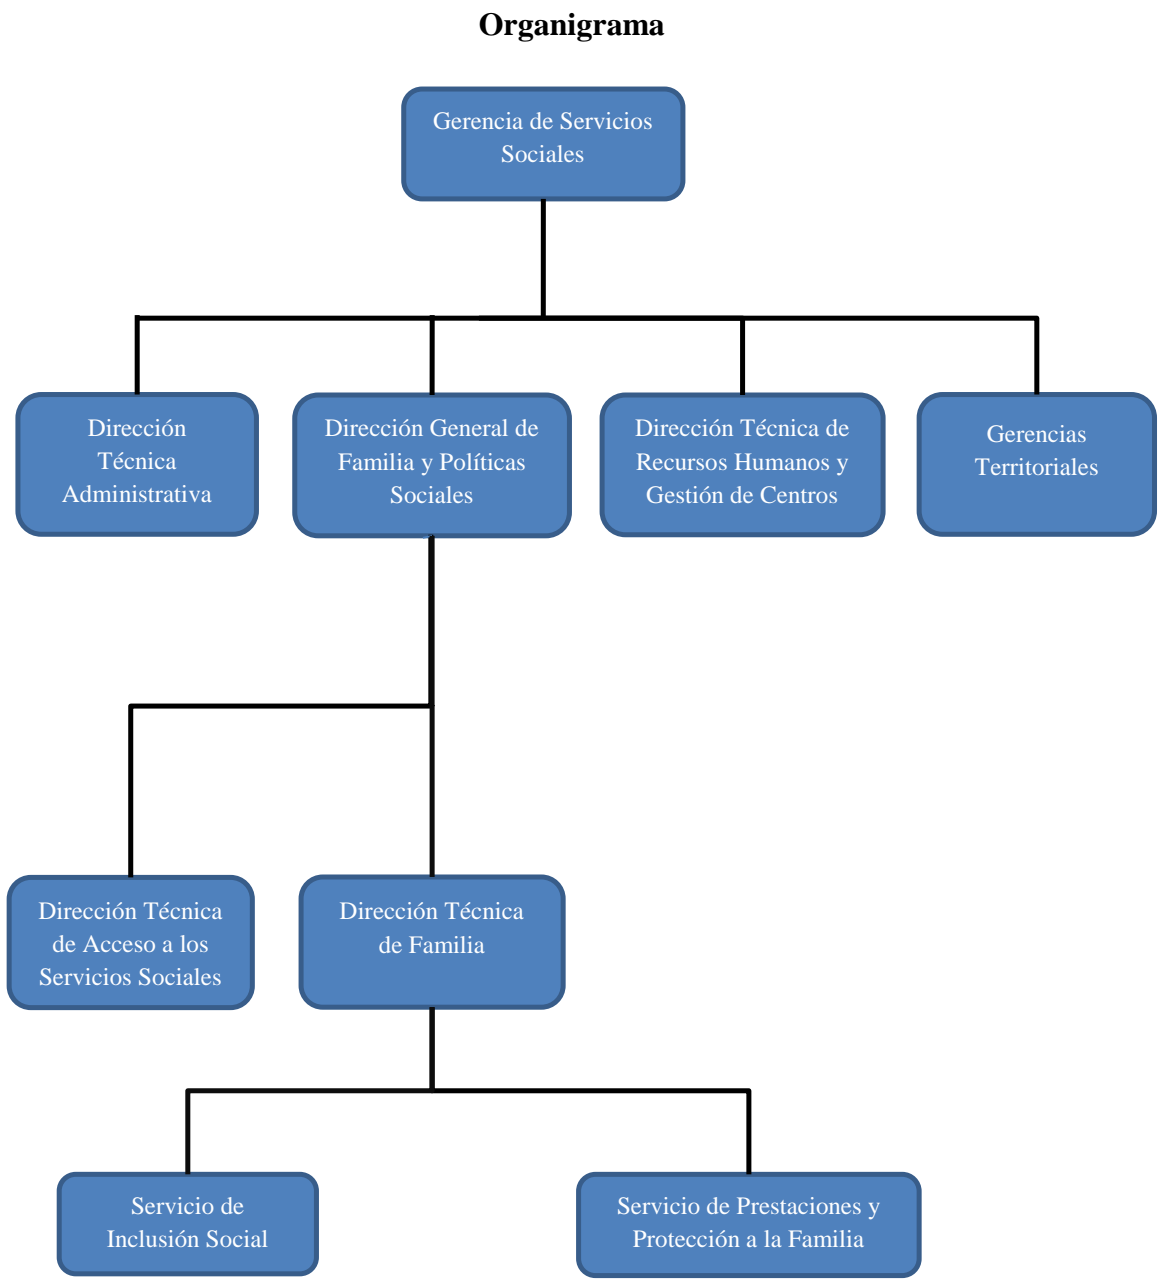 Organigrama
Gerencia de Servicios
Sociales
Dirección
Técnica
Administrativa
Dirección General de
Familia y Políticas
Sociales
Dirección Técnica de
Recursos Humanos y
Gestión de Centros
Gerencias
Territoriales
Dirección Técnica
de Acceso a los
Servicios Sociales
Dirección Técnica
de Familia
Servicio de
Inclusión Social
Servicio de Prestaciones y
Protección a la Familia